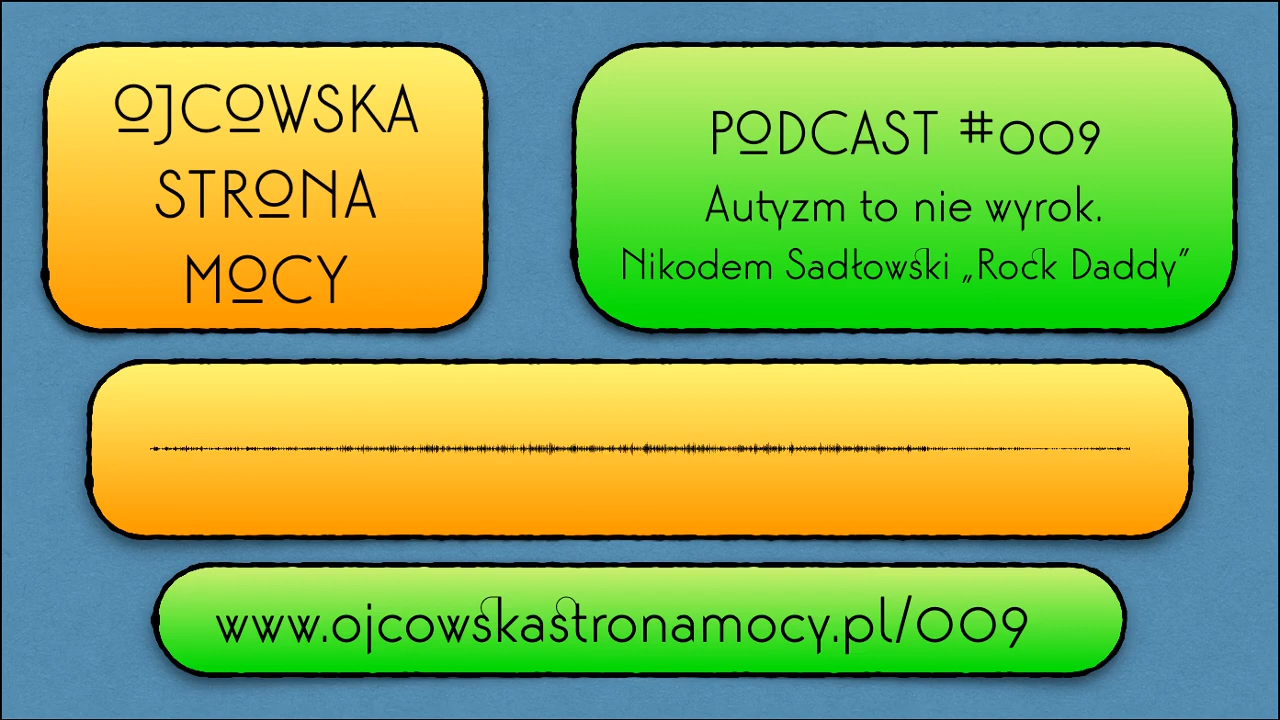 OJCOWSKA
STRONA
MOCY
PODCAST #009
Autyzm to nie wyrok.
Nikodem Sadłowski „Rock Daddy”
www.ojcowskastronamocy.pl/009